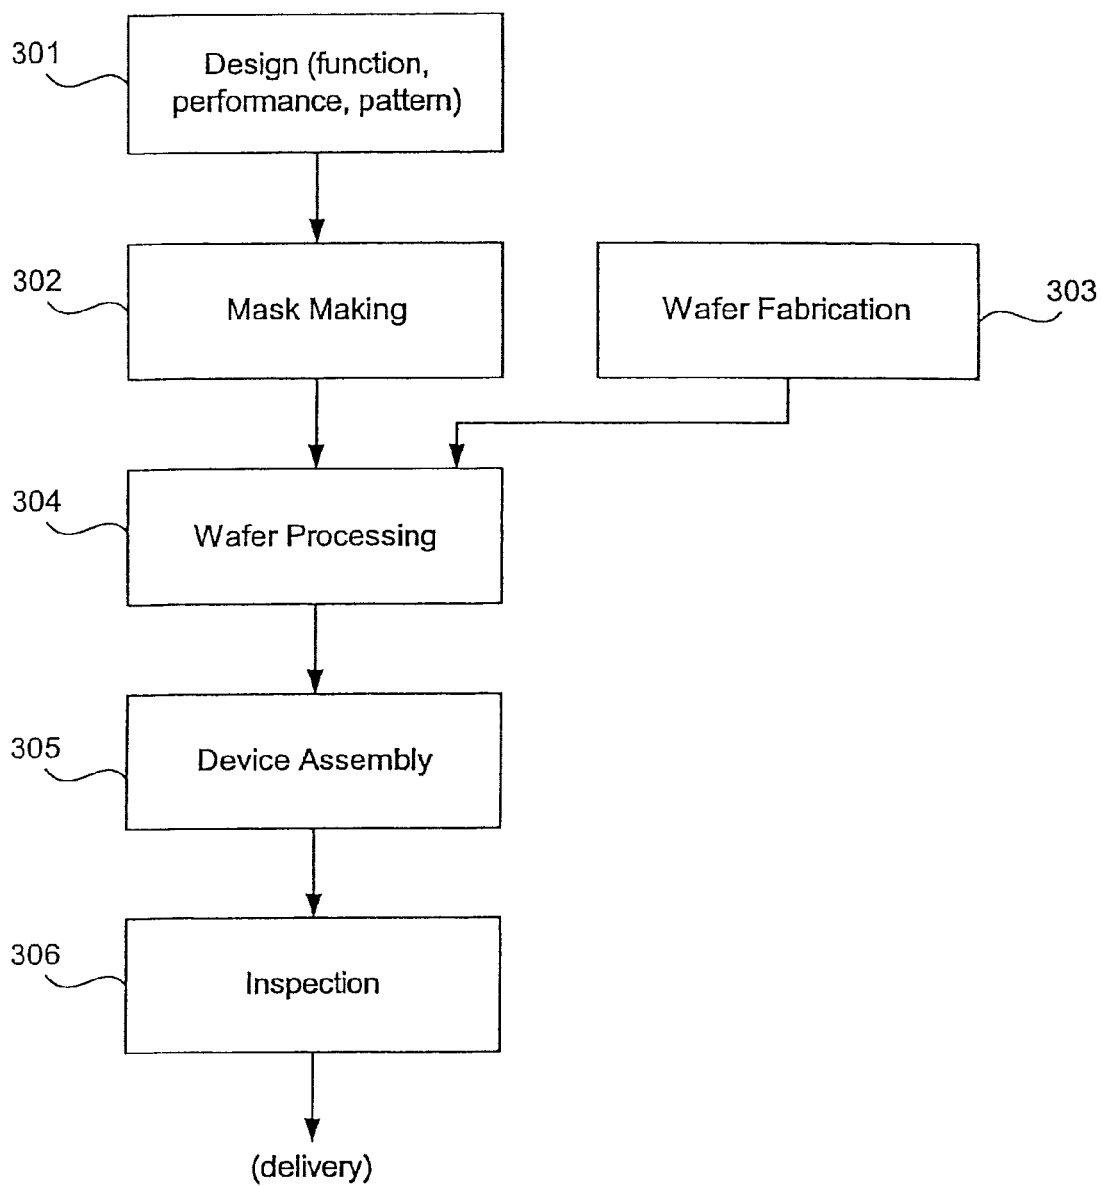 301
Design (function,
performance, pattern)
302
Mask Making
Wafer Fabrication
303
304
Wafer Processing
305
Device Assembly
306
Inspection
(delivery)